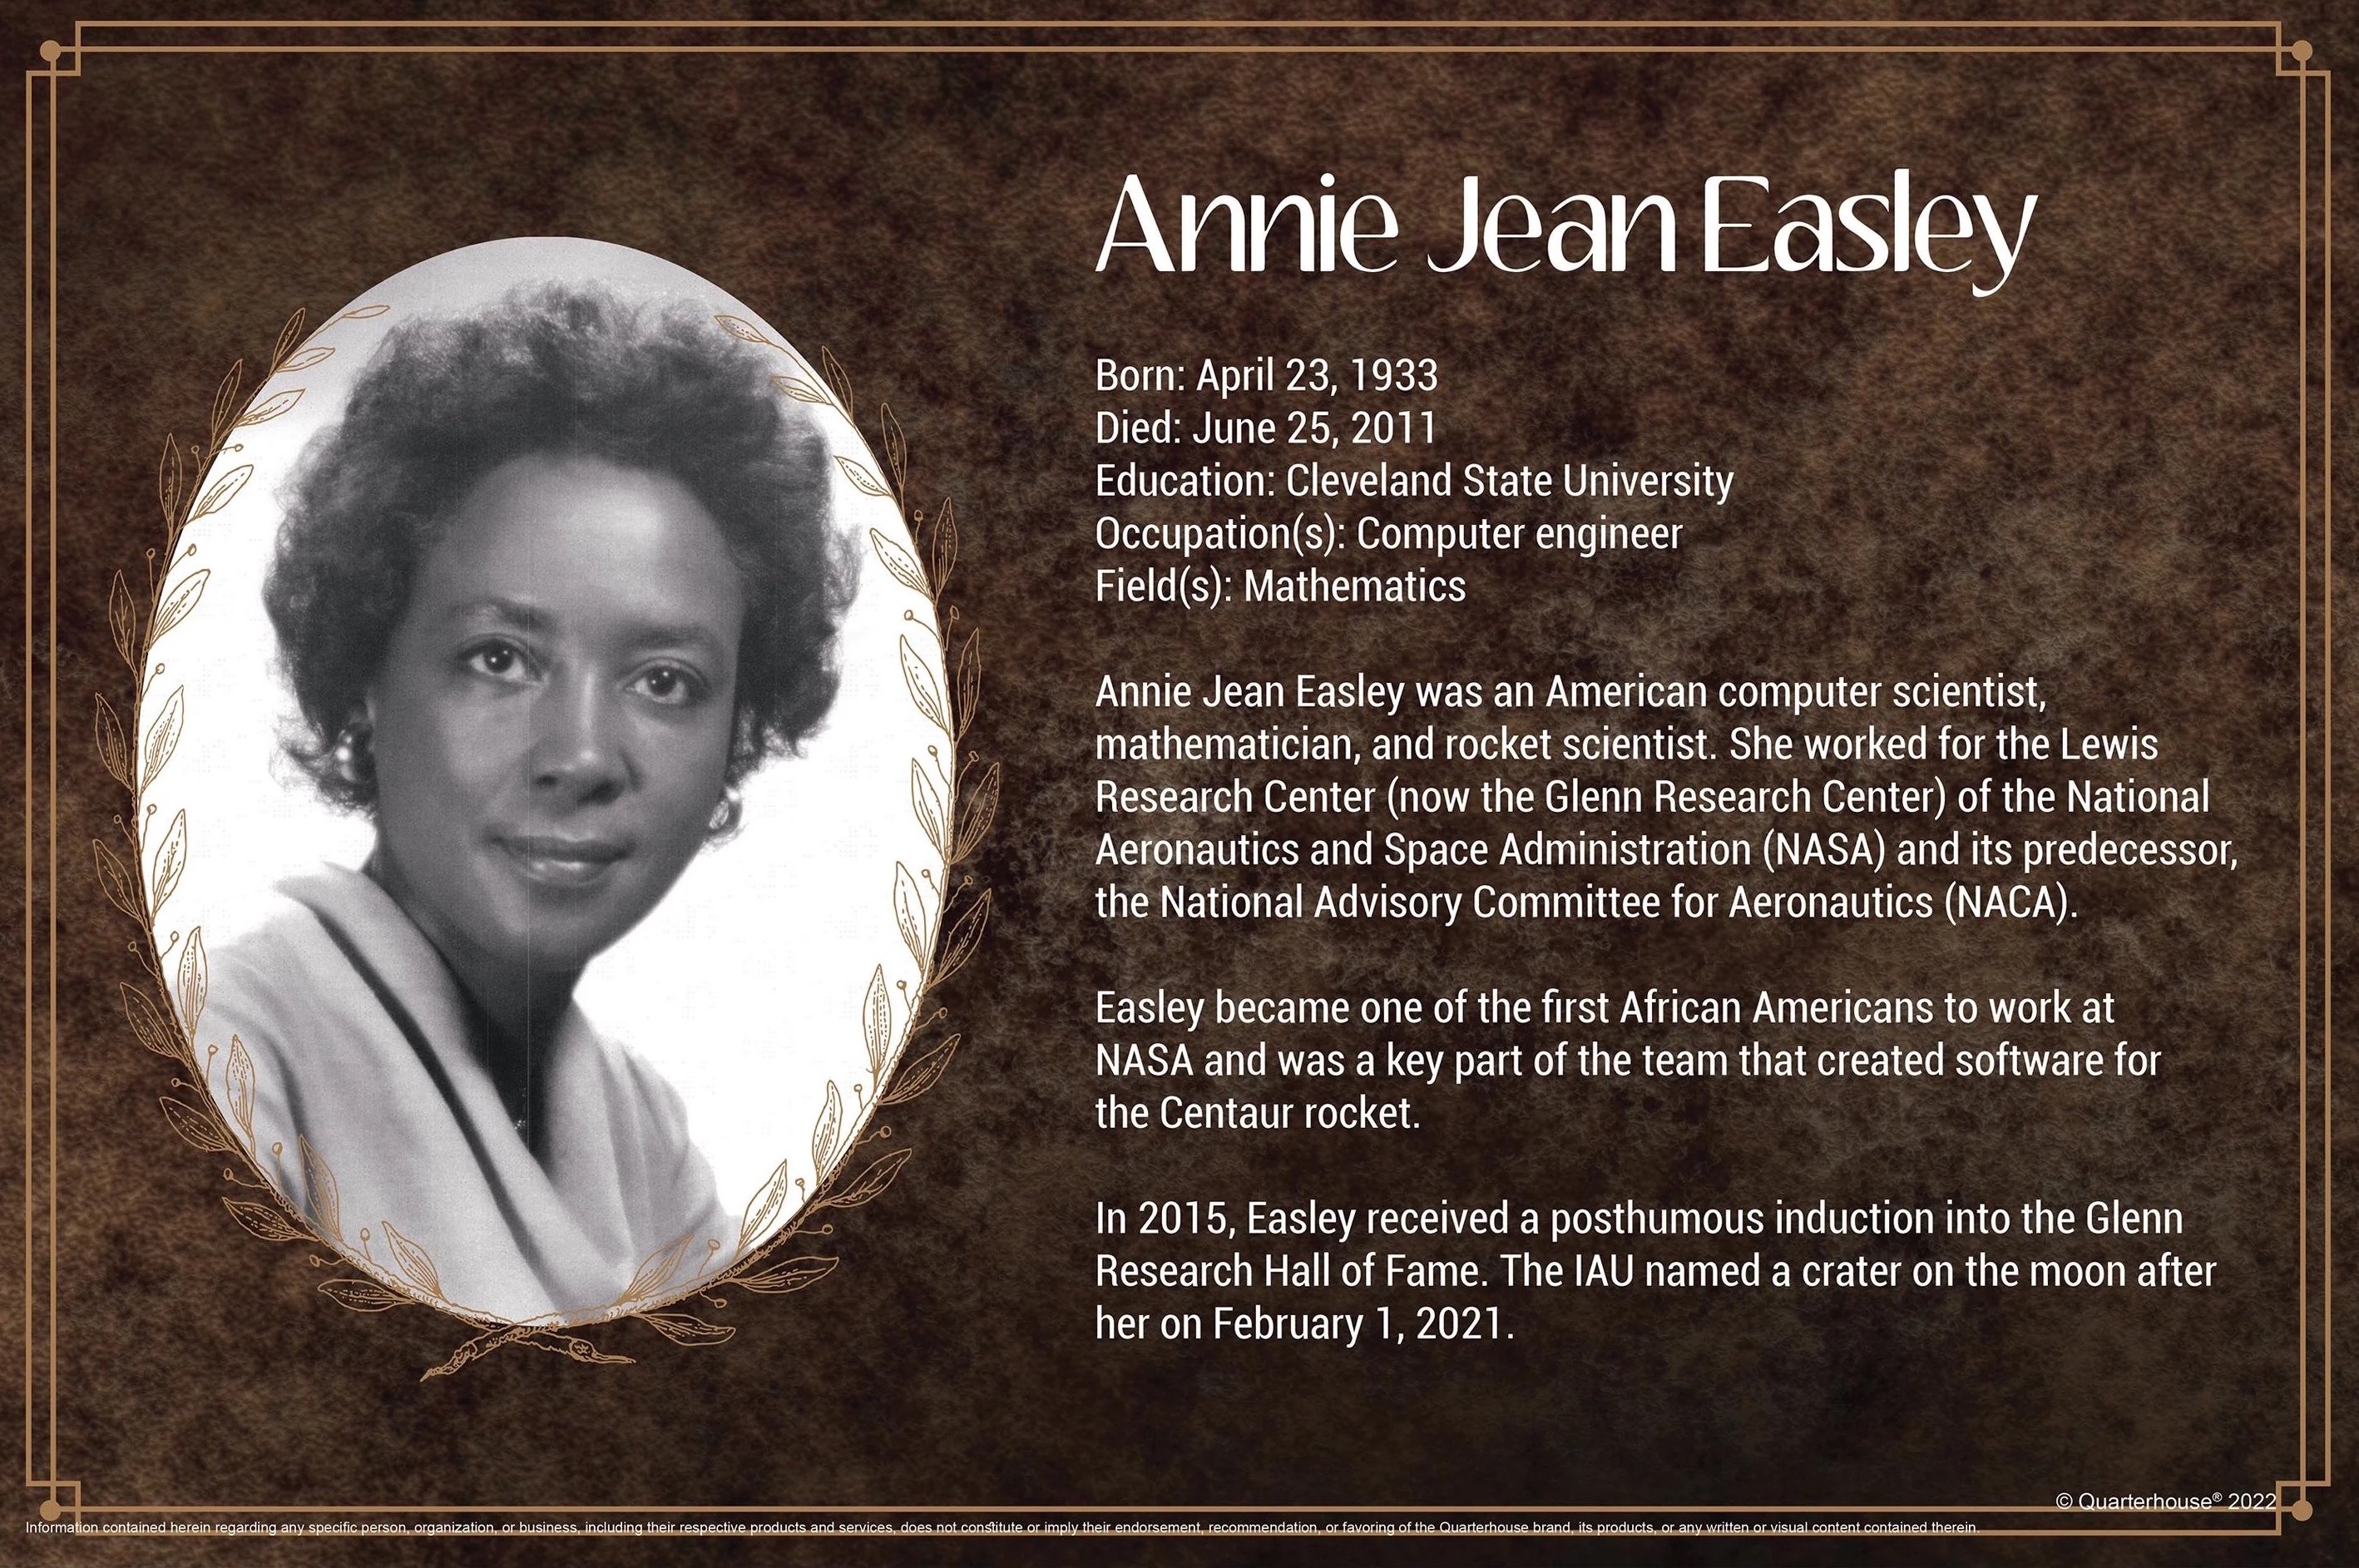 Annie Jean Easley
Born: April 23, 1933
Died: June 25, 2011
Education: Cleveland State University
Occupation(s): Computer engineer
Field(s): Mathematics
Annie Jean Easley was an American computer scientist,
mathematician, and rocket scientist. She worked for the Lewis
Research Center (now the Glenn Research Center) of the National
Aeronautics and Space Administration (NASA) and its predecessor,
the National Advisory Committee for Aeronautics (NACA).
Easley became one of the first African Americans to work at
NASA and was a key part of the team that created software for
the Centaur rocket.
In 2015, Easley received a posthumous induction into the Glenn
Research Hall of Fame. The IAU named a crater on the moon after
her on February 1, 2021.
© Quarterhouse® 2022
Information contained herein regarding any specific person, organization, or business, including their respective products and services, does not constitute or imply their endorsement, recommendation, or favoring of the Quarterhouse brand, its products, or any written or visual content contained therein.